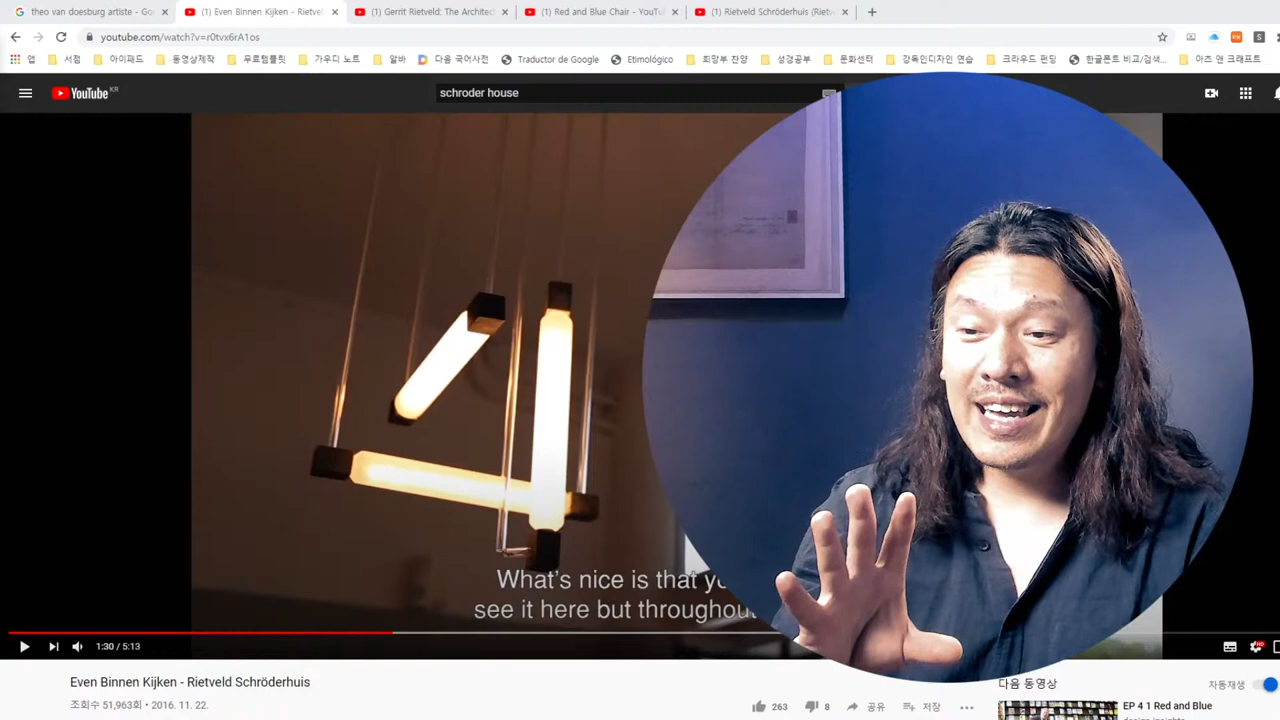 theo van doesburg artiste - Go
(1) Even Binnen Kijken - Rietvel
(1) Gerrit Rietveld: The Architec
(1) Red and Blue Chair - YouTu
(1) Rietveld Schröderhuis (Rietv
youtube.com/watch?v=r0tvx6rA1os
앱 서점 아이패드 동영상제작 무료템플릿 가우디 노트 알바 다음 국어사전 Traductor de Google Etimológico 희망부 찬양 성경공부 문화센터 강독인디자인 연습 크라우드 펀딩 한글폰트 비교/검색... 아츠 앤 크래프트
YouTube KR
schroder house
What's nice is that yo
see it here but throughout
1:30 / 5:13
HD
Even Binnen Kijken - Rietveld Schröderhuis
조회수 51,963회 • 2016. 11. 22.
263 8 공유 저장
다음 동영상 자동재생
EP 4 1 Red and Blue
design insights